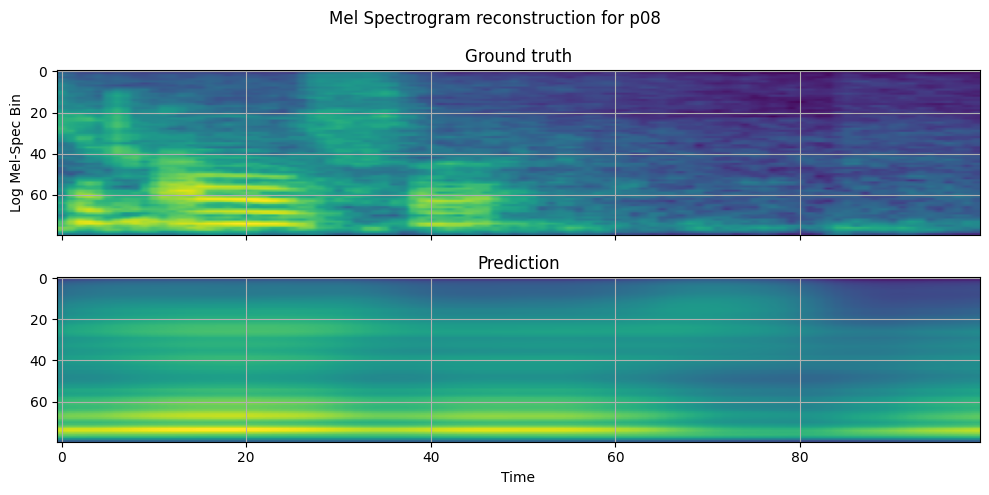 Mel Spectrogram reconstruction for p08
Ground truth
Log Mel-Spec Bin
0
20
40
60
Prediction
0
20
40
60
0 20 40 60 80
Time